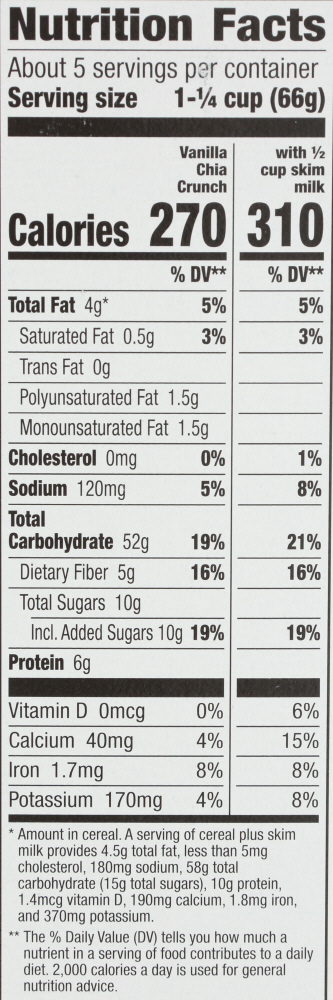 Nutrition Facts
About 5 servings per container
Serving size 1-¼ cup (66g)
Vanilla Chia Crunch
with ½ cup skim milk
Calories 270 310
% DV** % DV**
Total Fat 4g* 5% 5%
Saturated Fat 0.5g 3% 3%
Trans Fat 0g
Polyunsaturated Fat 1.5g
Monounsaturated Fat 1.5g
Cholesterol 0mg 0% 1%
Sodium 120mg 5% 8%
Total
Carbohydrate 52g 19% 21%
Dietary Fiber 5g 16% 16%
Total Sugars 10g
Incl. Added Sugars 10g 19% 19%
Protein 6g
Vitamin D 0mcg 0% 6%
Calcium 40mg 4% 15%
Iron 1.7mg 8% 8%
Potassium 170mg 4% 8%
* Amount in cereal. A serving of cereal plus skim
milk provides 4.5g total fat, less than 5mg
cholesterol, 180mg sodium, 58g total
carbohydrate (15g total sugars), 10g protein,
1.4mcg vitamin D, 190mg calcium, 1.8mg iron,
and 370mg potassium.
** The % Daily Value (DV) tells you how much a
nutrient in a serving of food contributes to a daily
diet. 2,000 calories a day is used for general
nutrition advice.